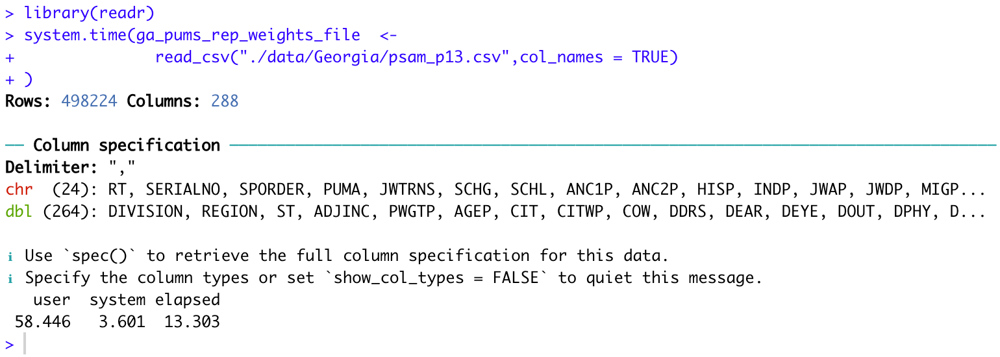 > library(readr)
> system.time(ga_pums_rep_weights_file  <-
+               read_csv("./data/Georgia/psam_p13.csv",col_names = TRUE)
+ )
Rows: 498224 Columns: 288
── Column specification ──────────────────────────────────────────────────────────────────────────────────
Delimiter: ","
chr  (24): RT, SERIALNO, SPORDER, PUMA, JWTRNS, SCHG, SCHL, ANC1P, ANC2P, HISP, INDP, JWAP, JWDP, MIGP...
dbl (264): DIVISION, REGION, ST, ADJINC, PWGTP, AGEP, CIT, CITWP, COW, DDRS, DEAR, DEYE, DOUT, DPHY, D...
ℹ Use `spec()` to retrieve the full column specification for this data.
ℹ Specify the column types or set `show_col_types = FALSE` to quiet this message.
   user  system elapsed
 58.446   3.601  13.303
>